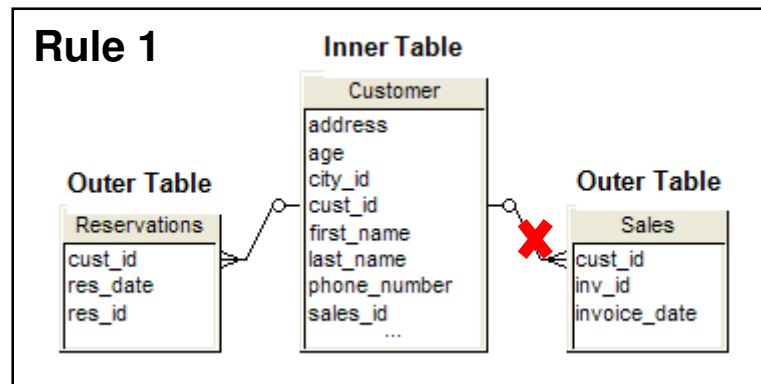 Rule 1
Inner Table
Customer
address
age
city_id
cust_id
first_name
last_name
phone_number
sales_id
...
Outer Table
Reservations
cust_id
res_date
res_id
Outer Table
Sales
cust_id
inv_id
invoice_date